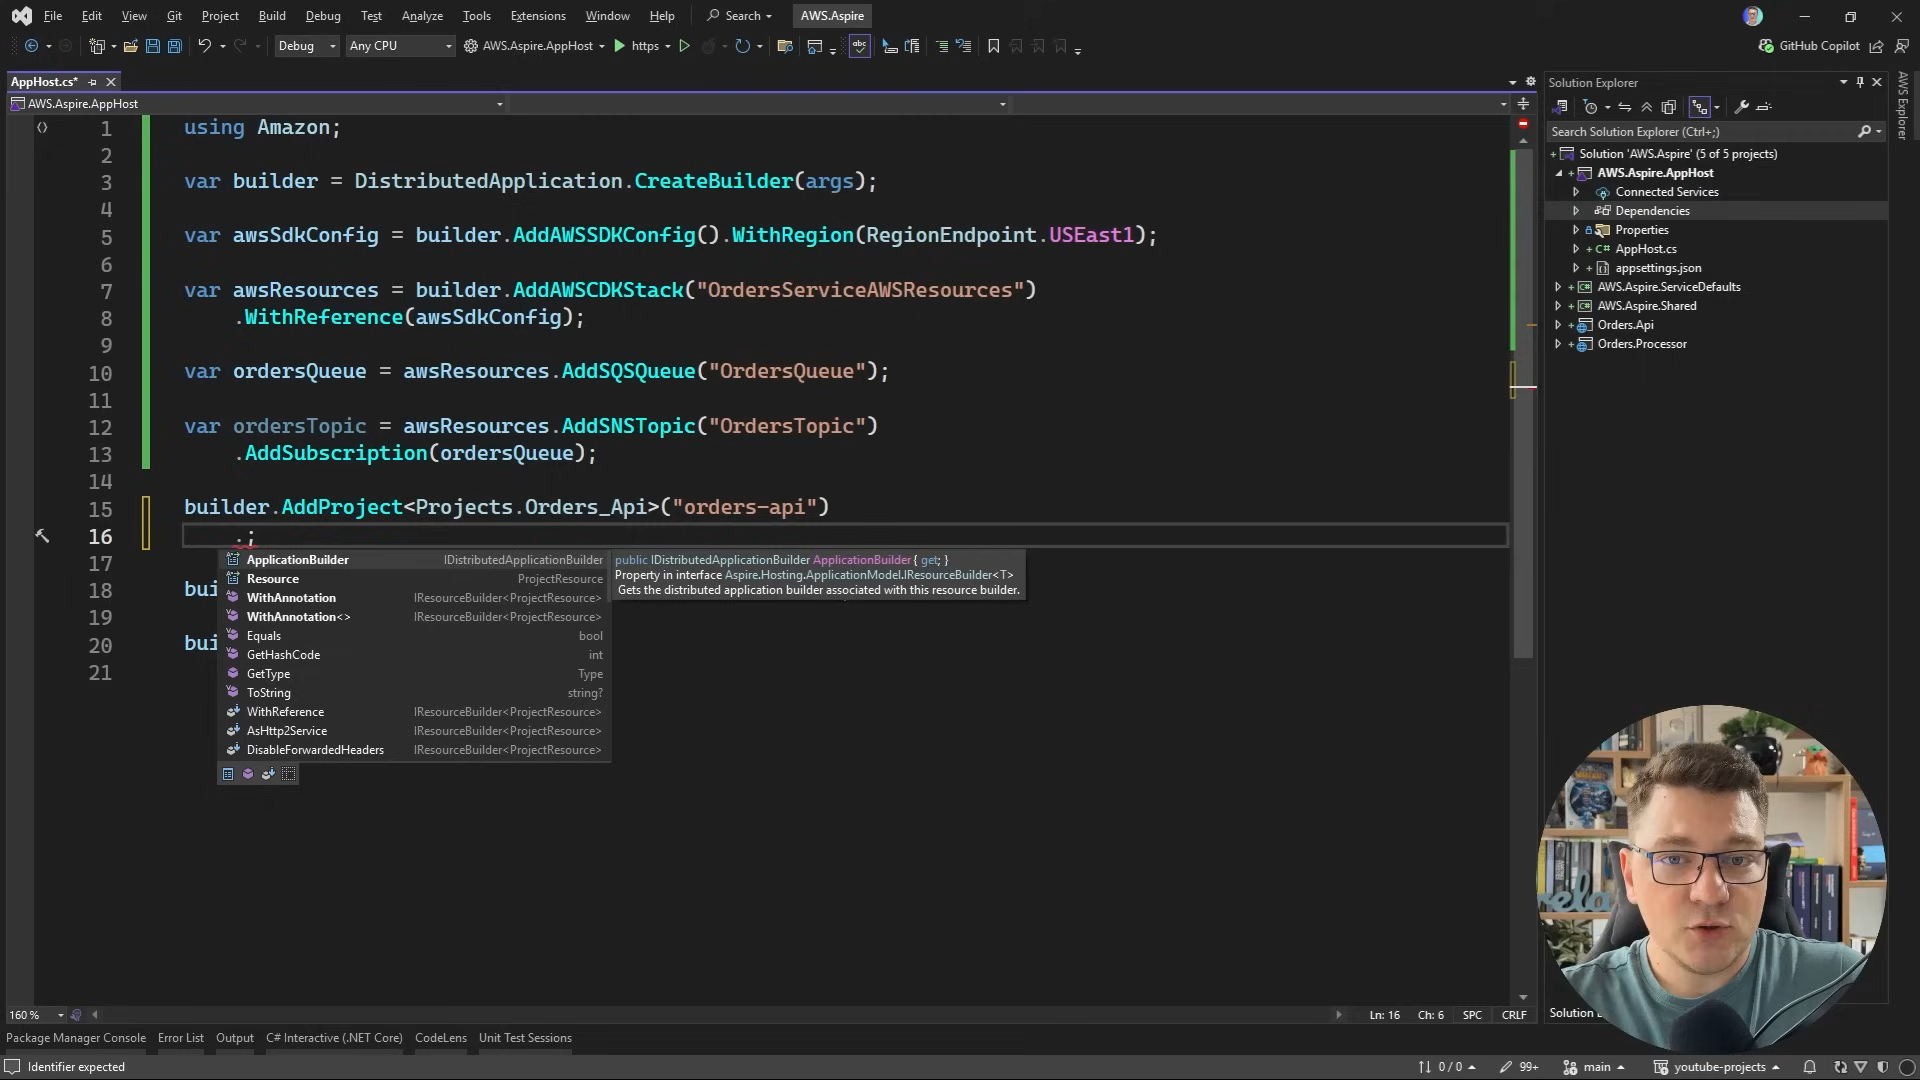 File Edit View Git Project Build Debug Test Analyze Tools Extensions Window Help Search AWS.Aspire
Debug Any CPU AWS.Aspire.AppHost https GitHub Copilot
AppHost.cs*
AWS.Aspire.AppHost
1 using Amazon;
2
3 var builder = DistributedApplication.CreateBuilder(args);
4
5 var awsSdkConfig = builder.AddAWSSDKConfig().WithRegion(RegionEndpoint.USEast1);
6
7 var awsResources = builder.AddAWSCDKStack("OrdersServiceAWSResources")
8 .WithReference(awsSdkConfig);
9
10 var ordersQueue = awsResources.AddSQSQueue("OrdersQueue");
11
12 var ordersTopic = awsResources.AddSNSTopic("OrdersTopic")
13 .AddSubscription(ordersQueue);
14
15 builder.AddProject<Projects.Orders_Api>("orders-api")
16 .;
17
18 bui
19
20 bui
21
ApplicationBuilder IDistributedApplicationBuilder
Resource ProjectResource
WithAnnotation IResourceBuilder<ProjectResource>
WithAnnotation<> IResourceBuilder<ProjectResource>
Equals bool
GetHashCode int
GetType Type
ToString string?
WithReference IResourceBuilder<ProjectResource>
AsHttp2Service IResourceBuilder<ProjectResource>
DisableForwardedHeaders IResourceBuilder<ProjectResource>
public IDistributedApplicationBuilder ApplicationBuilder { get; }
Property in interface Aspire.Hosting.ApplicationModel.IResourceBuilder<T>
Gets the distributed application builder associated with this resource builder.
Solution Explorer
Search Solution Explorer (Ctrl+;)
Solution 'AWS.Aspire' (5 of 5 projects)
AWS.Aspire.AppHost
Connected Services
Dependencies
Properties
C# AppHost.cs
appsettings.json
AWS.Aspire.ServiceDefaults
AWS.Aspire.Shared
Orders.Api
Orders.Processor
AWS Explorer
160 % Ln: 16 Ch: 6 SPC CRLF
Solution E
Package Manager Console Error List Output C# Interactive (.NET Core) CodeLens Unit Test Sessions
Identifier expected 0 / 0 99+ main youtube-projects